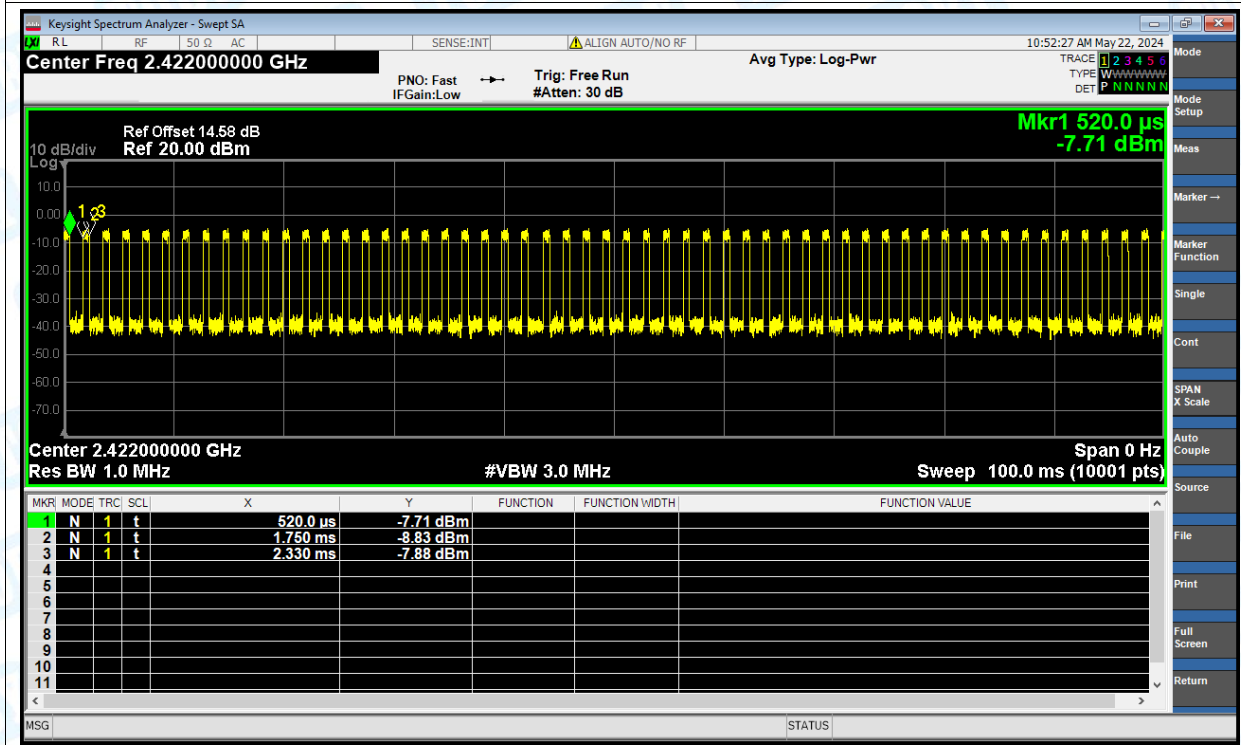 Keysight Spectrum Analyzer - Swept SA
LXI RL RF 50 Ω AC SENSE:INT ALIGN AUTO/NO RF 10:52:27 AM May 22, 2024
Center Freq 2.422000000 GHz
PNO: Fast
IFGain:Low
Trig: Free Run
#Atten: 30 dB
Avg Type: Log-Pwr
TRACE 1 2 3 4 5 6
TYPE WWWWWW
DET P N N N N N
Mkr1 520.0 µs
-7.71 dBm
Ref Offset 14.58 dB
10 dB/div Ref 20.00 dBm
Log
10.0
0.00
-10.0
-20.0
-30.0
-40.0
-50.0
-60.0
-70.0
1 2 3
Center 2.422000000 GHz Span 0 Hz
Res BW 1.0 MHz #VBW 3.0 MHz Sweep 100.0 ms (10001 pts)
MKR MODE TRC SCL X Y FUNCTION FUNCTION WIDTH FUNCTION VALUE
1 N 1 t 520.0 µs -7.71 dBm
2 N 1 t 1.750 ms -8.83 dBm
3 N 1 t 2.330 ms -7.88 dBm
4
5
6
7
8
9
10
11
MSG STATUS
Mode
Mode
Setup
Meas
Marker →
Marker
Function
Single
Cont
SPAN
X Scale
Auto
Couple
Source
File
Print
Full
Screen
Return